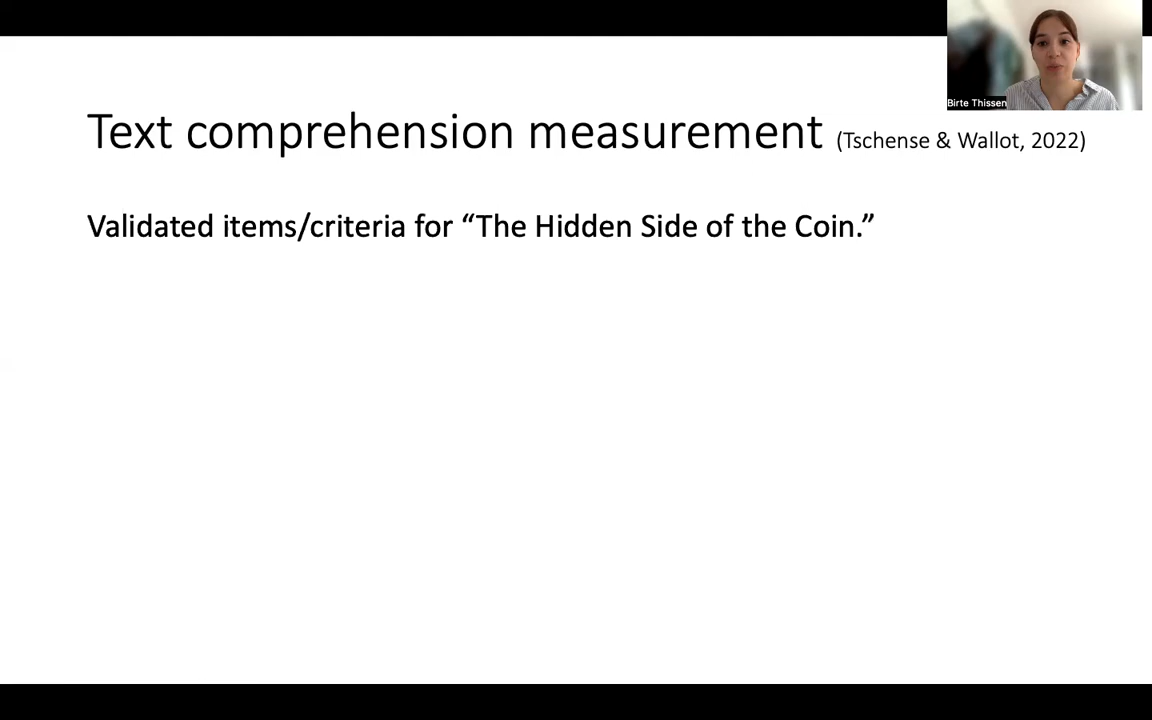 Birte Thissen
Text comprehension measurement (Tschense & Wallot, 2022)
Validated items/criteria for “The Hidden Side of the Coin.”